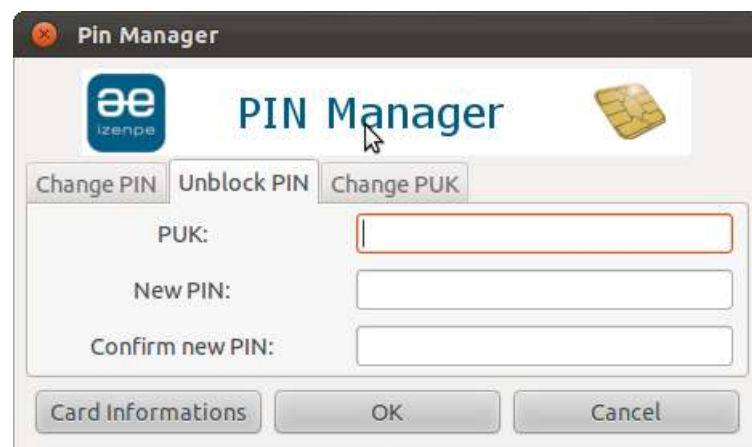 Pin Manager
ae
izenpe
PIN Manager
Change PIN Unblock PIN Change PUK
PUK:
New PIN:
Confirm new PIN:
Card Informations OK Cancel